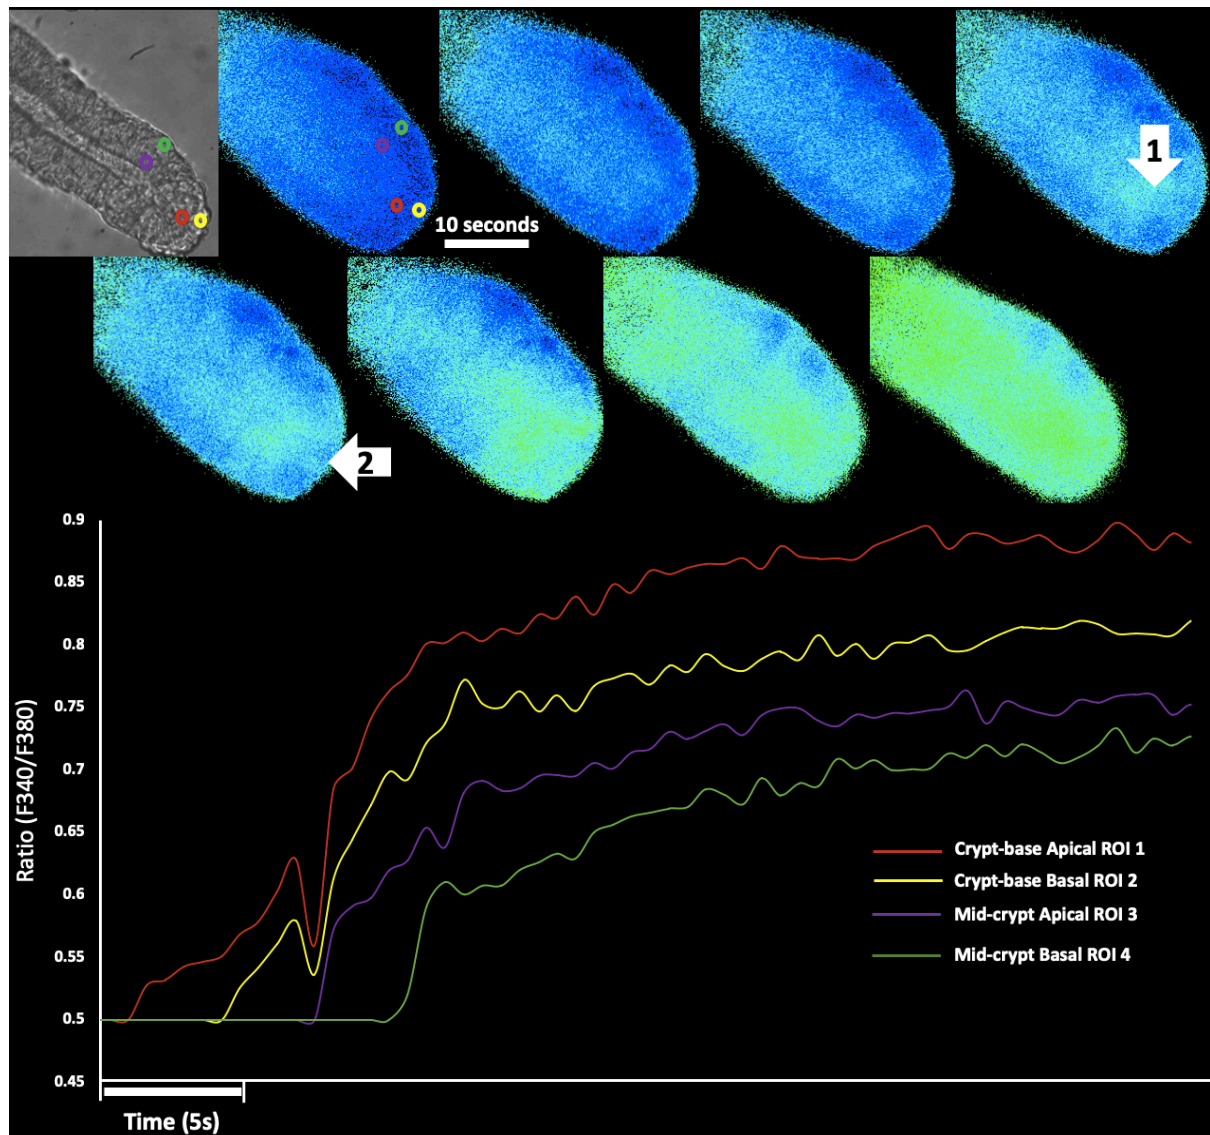 1
10 seconds
2
0.9
0.85
0.8
0.75
0.7
0.65
0.6
0.55
0.5
0.45
Ratio (F340/F380)
Crypt-base Apical ROI 1
Crypt-base Basal ROI 2
Mid-crypt Apical ROI 3
Mid-crypt Basal ROI 4
Time (5s)